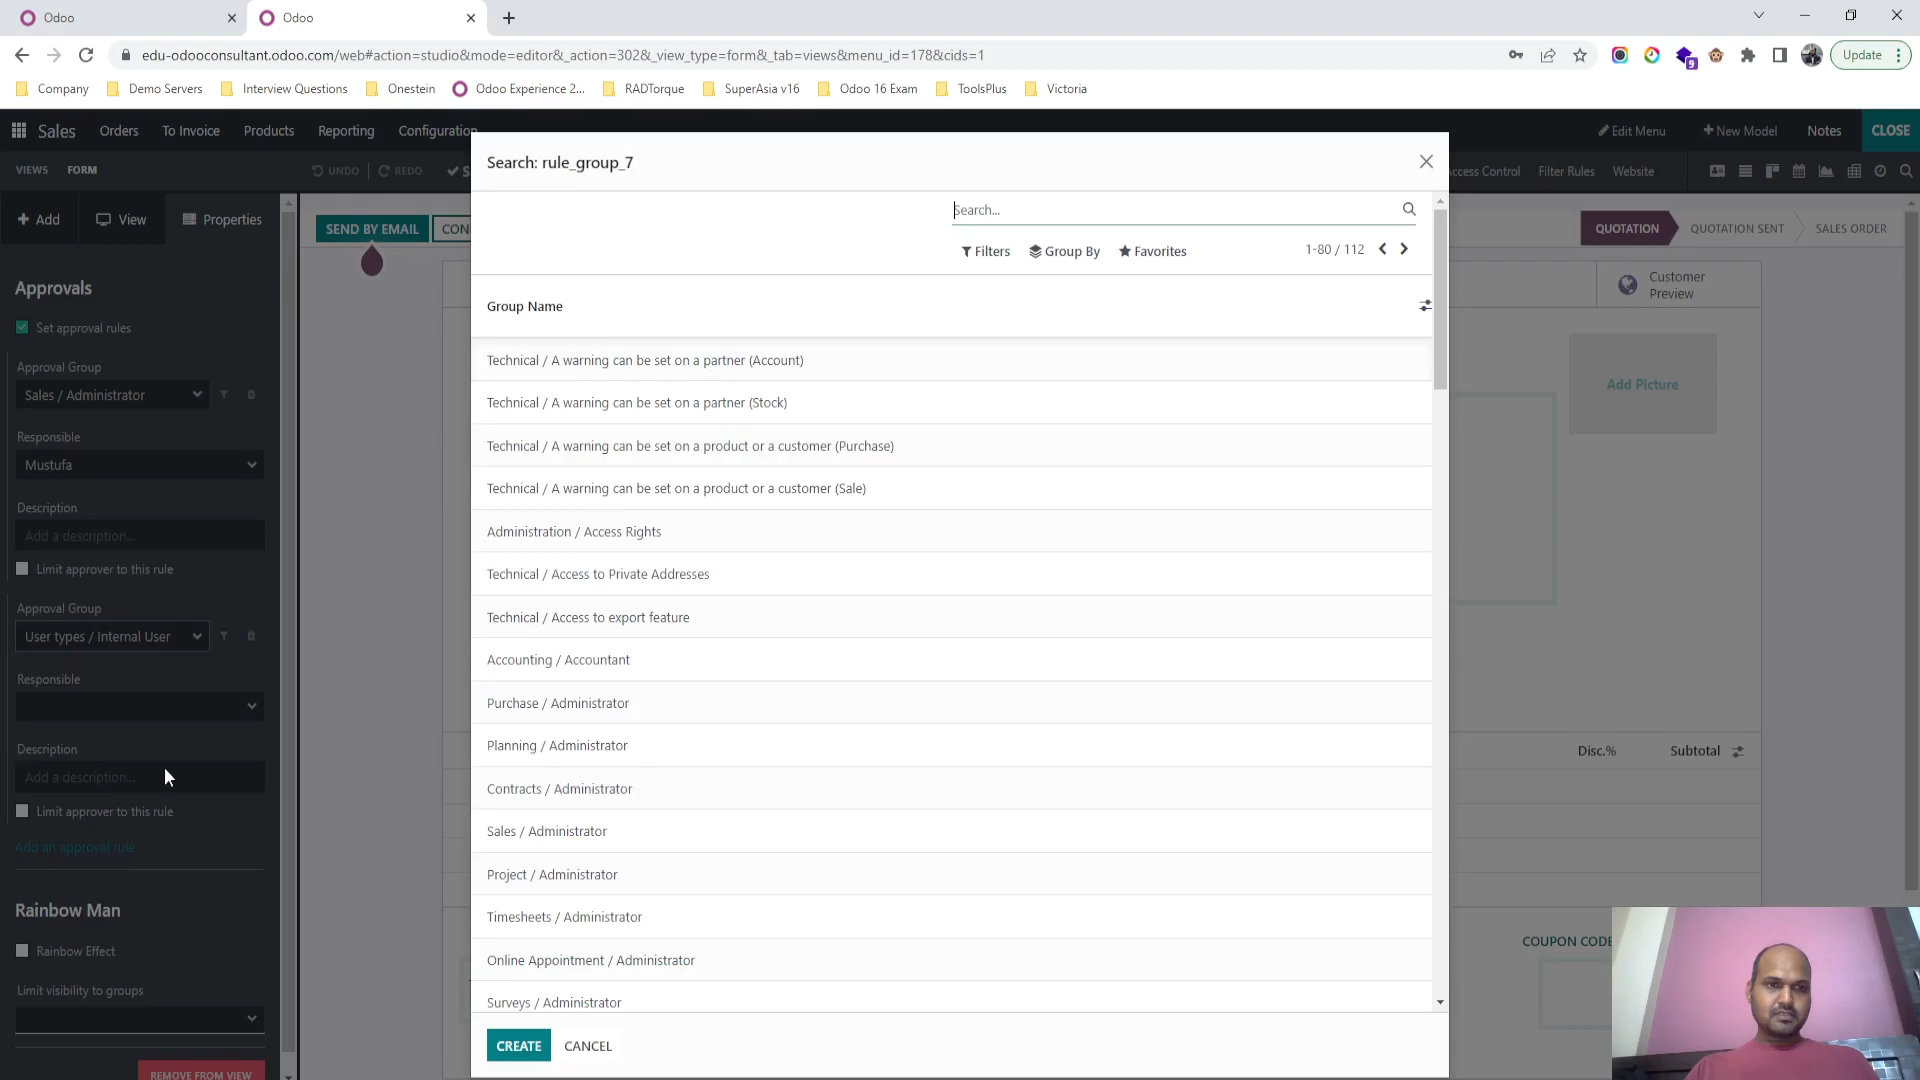 Odoo
Odoo
edu-odooconsultant.odoo.com/web#action=studio&mode=editor&_action=302&_view_type=form&_tab=views&menu_id=178&cids=1
9
Update
Company
Demo Servers
Interview Questions
Onestein
Odoo Experience 2...
RADTorque
SuperAsia v16
Odoo 16 Exam
ToolsPlus
Victoria
Sales
Orders
To Invoice
Products
Reporting
Configuration
Edit Menu
New Model
Notes
CLOSE
VIEWS
FORM
UNDO
REDO
Access Control
Filter Rules
Website
Add
View
Properties
SEND BY EMAIL
CON
QUOTATION
QUOTATION SENT
SALES ORDER
Customer
Preview
Add Picture
Approvals
Set approval rules
Approval Group
Sales / Administrator
Responsible
Mustufa
Description
Add a description...
Limit approver to this rule
Approval Group
User types / Internal User
Responsible
Description
Add a description...
Limit approver to this rule
Add an approval rule
Rainbow Man
Rainbow Effect
Limit visibility to groups
REMOVE FROM VIEW
Search: rule_group_7
Search...
Filters
Group By
Favorites
1-80 / 112
Group Name
Technical / A warning can be set on a partner (Account)
Technical / A warning can be set on a partner (Stock)
Technical / A warning can be set on a product or a customer (Purchase)
Technical / A warning can be set on a product or a customer (Sale)
Administration / Access Rights
Technical / Access to Private Addresses
Technical / Access to export feature
Accounting / Accountant
Purchase / Administrator
Planning / Administrator
Contracts / Administrator
Sales / Administrator
Project / Administrator
Timesheets / Administrator
Online Appointment / Administrator
Surveys / Administrator
CREATE
CANCEL
Disc.%
Subtotal
COUPON CODE